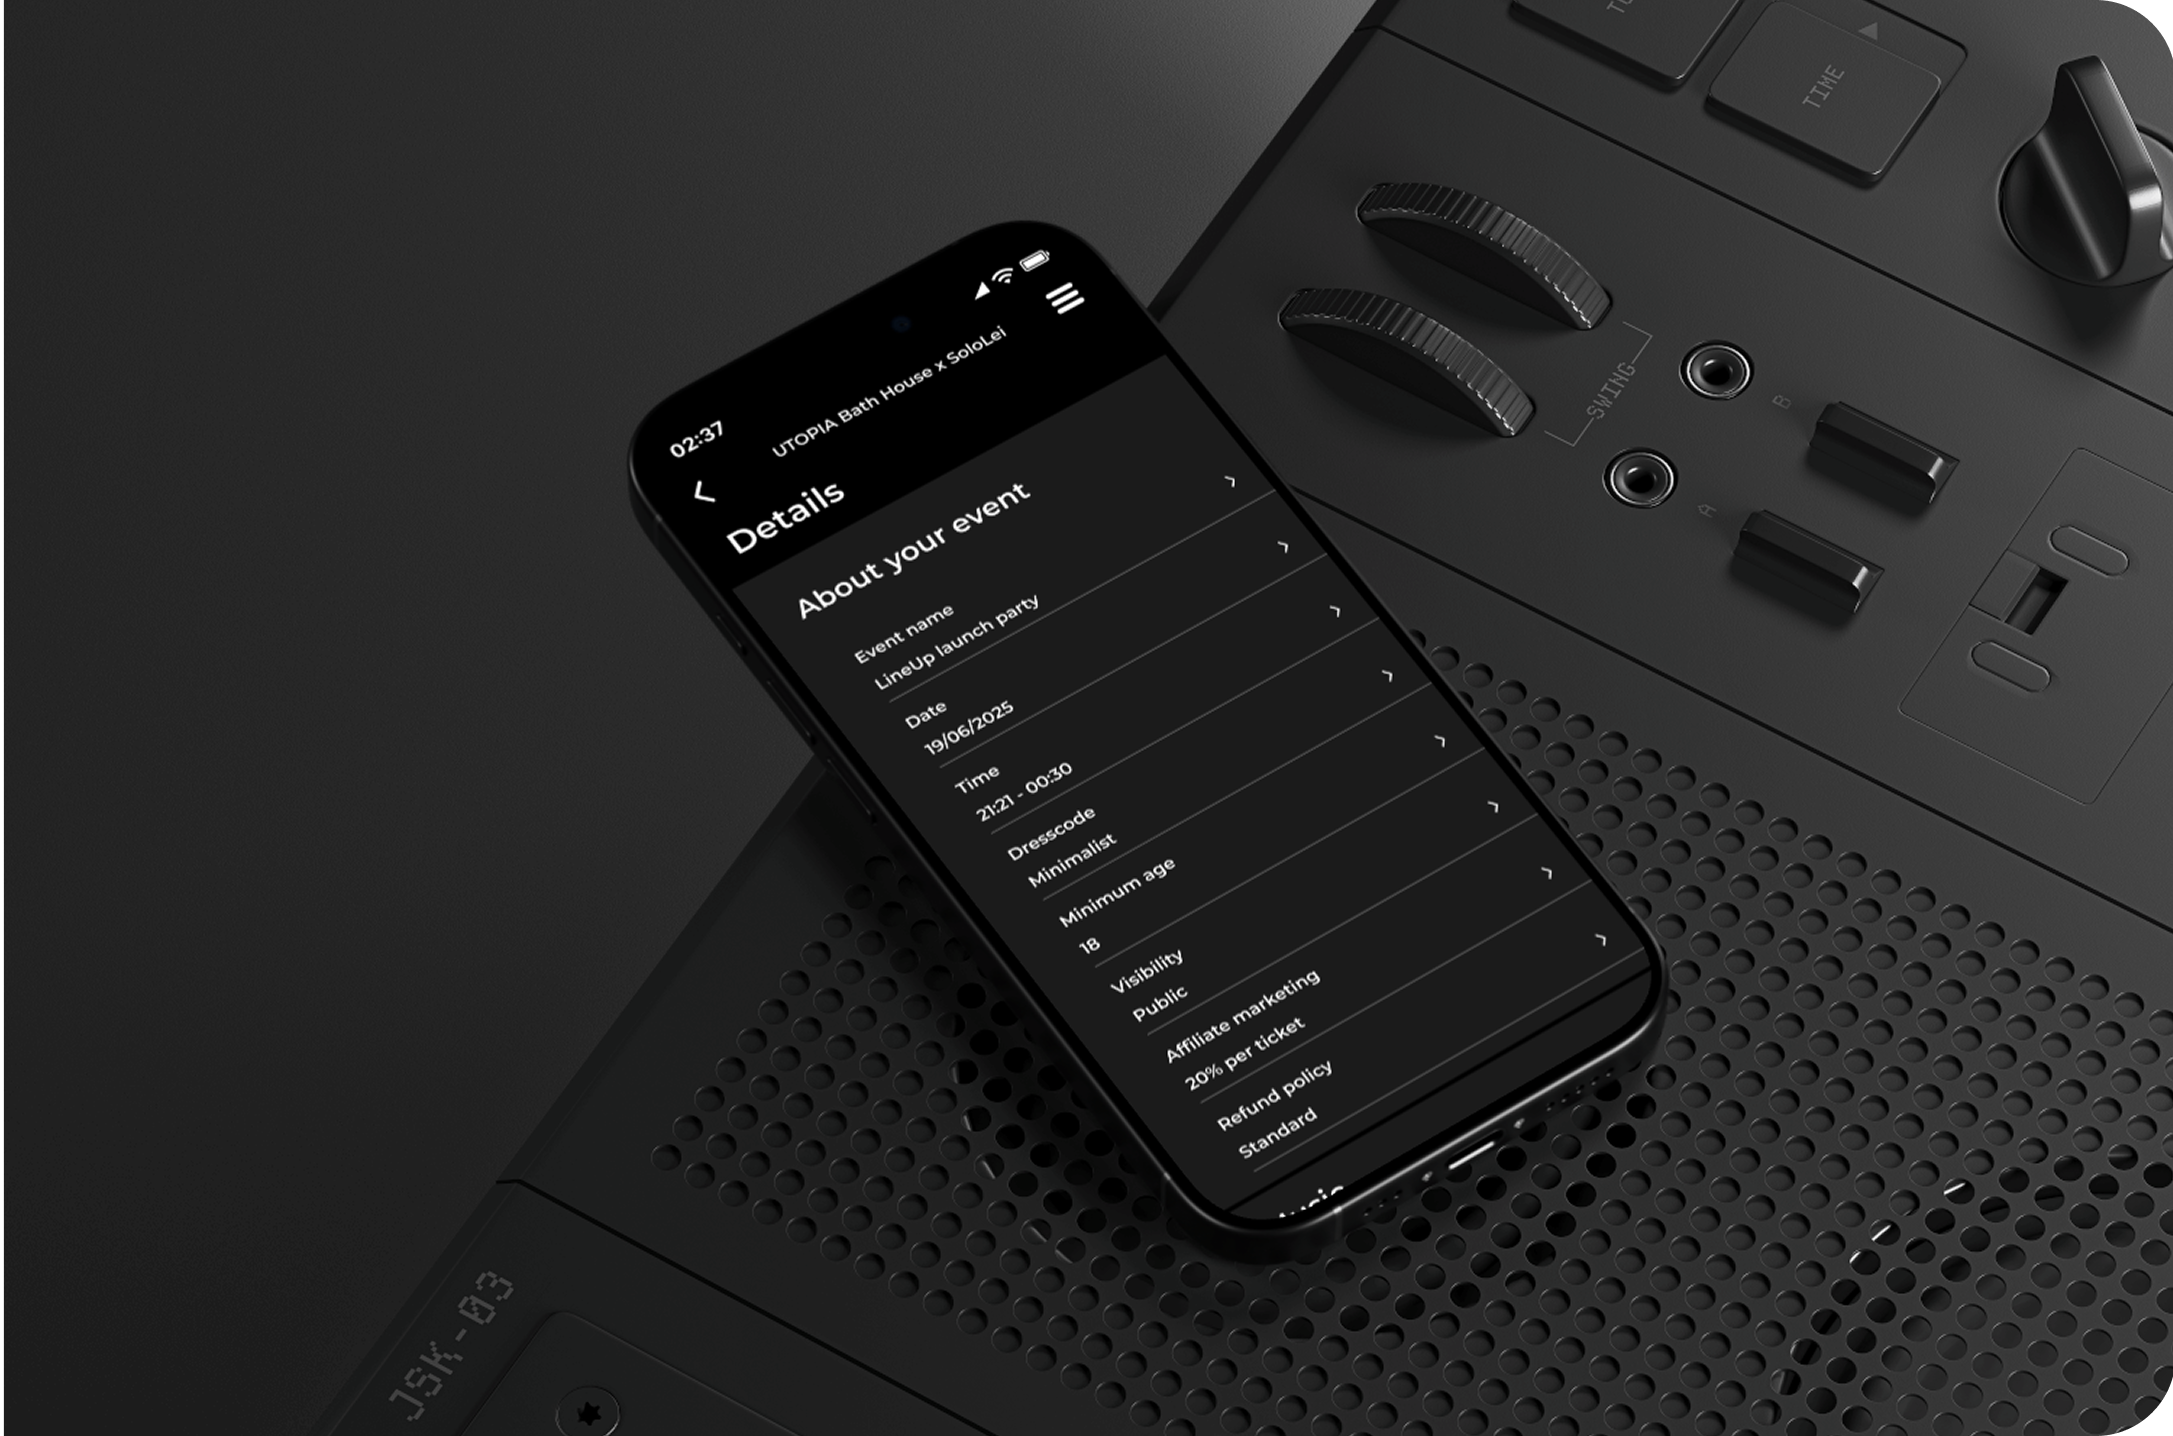 02:37
UTOPIA Bath House x SoloLei
Details
About your event
Event name
LineUp launch party
Date
19/06/2025
Time
21:21 - 00:30
Dresscode
Minimalist
Minimum age
18
Visibility
Public
Affiliate marketing
20% per ticket
Refund policy
Standard
TIME
SWING
B
A
JSK-03